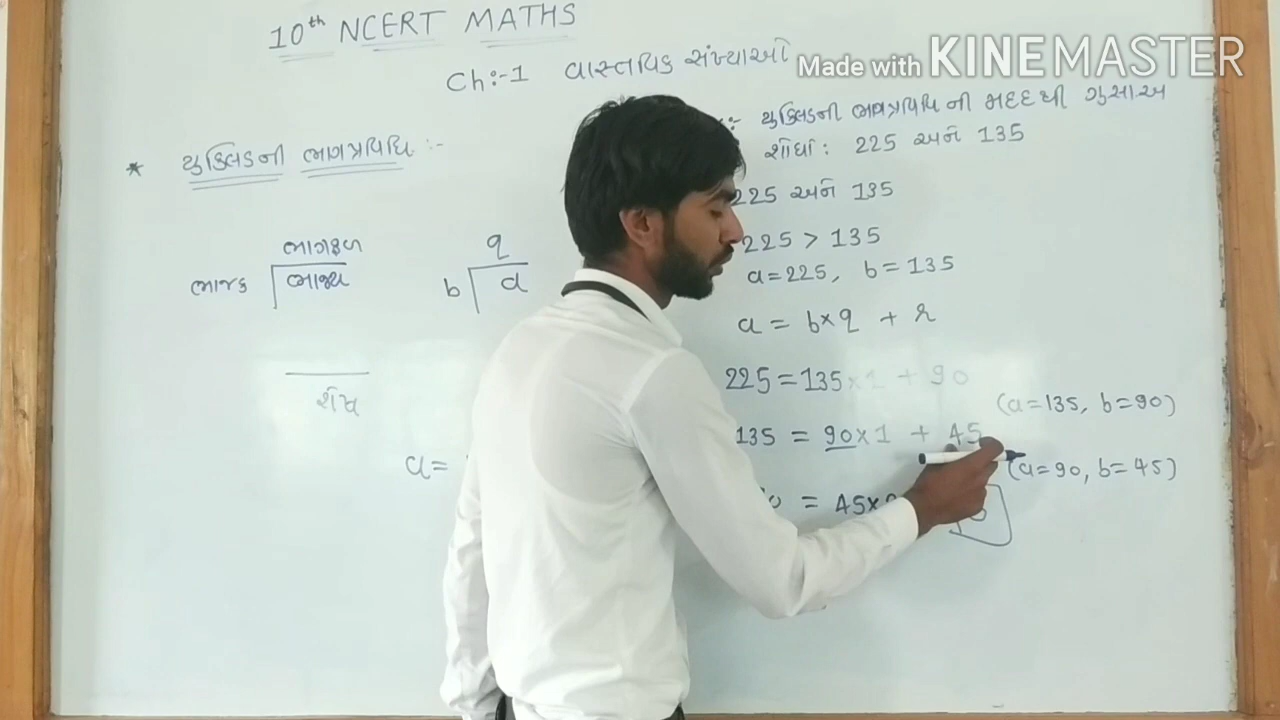 10th NCERT MATHS
Ch:-1 વાસ્તવિક સંખ્યાઓ
Made with KINEMASTER
* યુક્લિડની ભાગપ્રવિધિ :-
ભાગફળ
ભાજક ભાજ્ય
શેષ
q
b a
a =
યુક્લિડની ભાગપ્રવિધિ ની મદદથી ગુસાઅ
શોધો: 225 અને 135
225 અને 135
225 > 135
a=225, b=135
a = b×q + r
225 = 135×1 + 90
(a=135, b=90)
135 = 90×1 + 45
(a=90, b=45)
= 45×